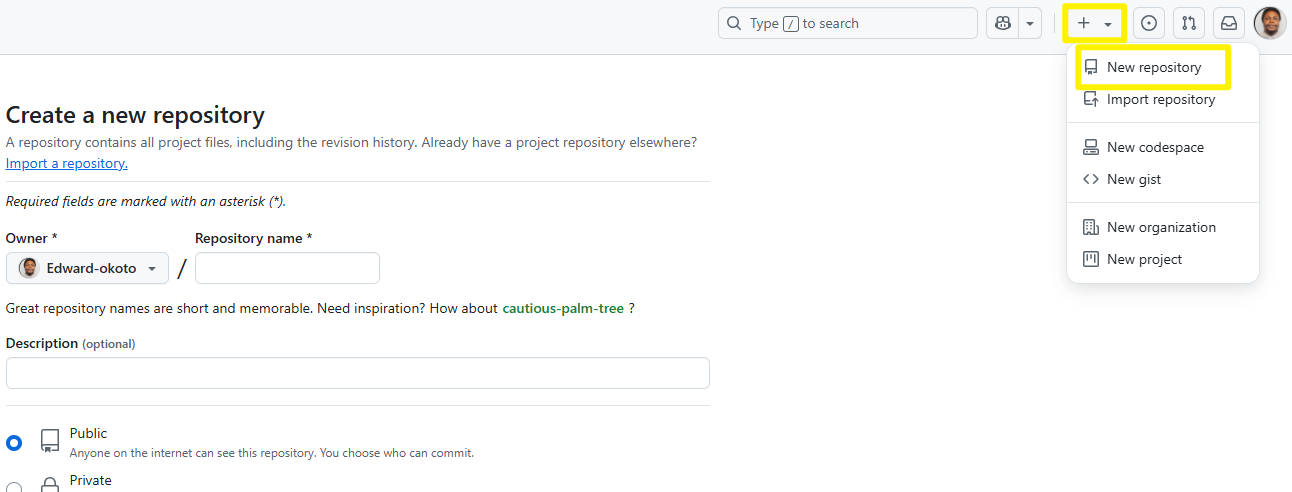 Type / to search
New repository
Import repository
New codespace
New gist
New organization
New project
Create a new repository
A repository contains all project files, including the revision history. Already have a project repository elsewhere?
Import a repository.
Required fields are marked with an asterisk (*).
Owner * Repository name *
Edward-okoto /
Great repository names are short and memorable. Need inspiration? How about cautious-palm-tree ?
Description (optional)
Public
Anyone on the internet can see this repository. You choose who can commit.
Private